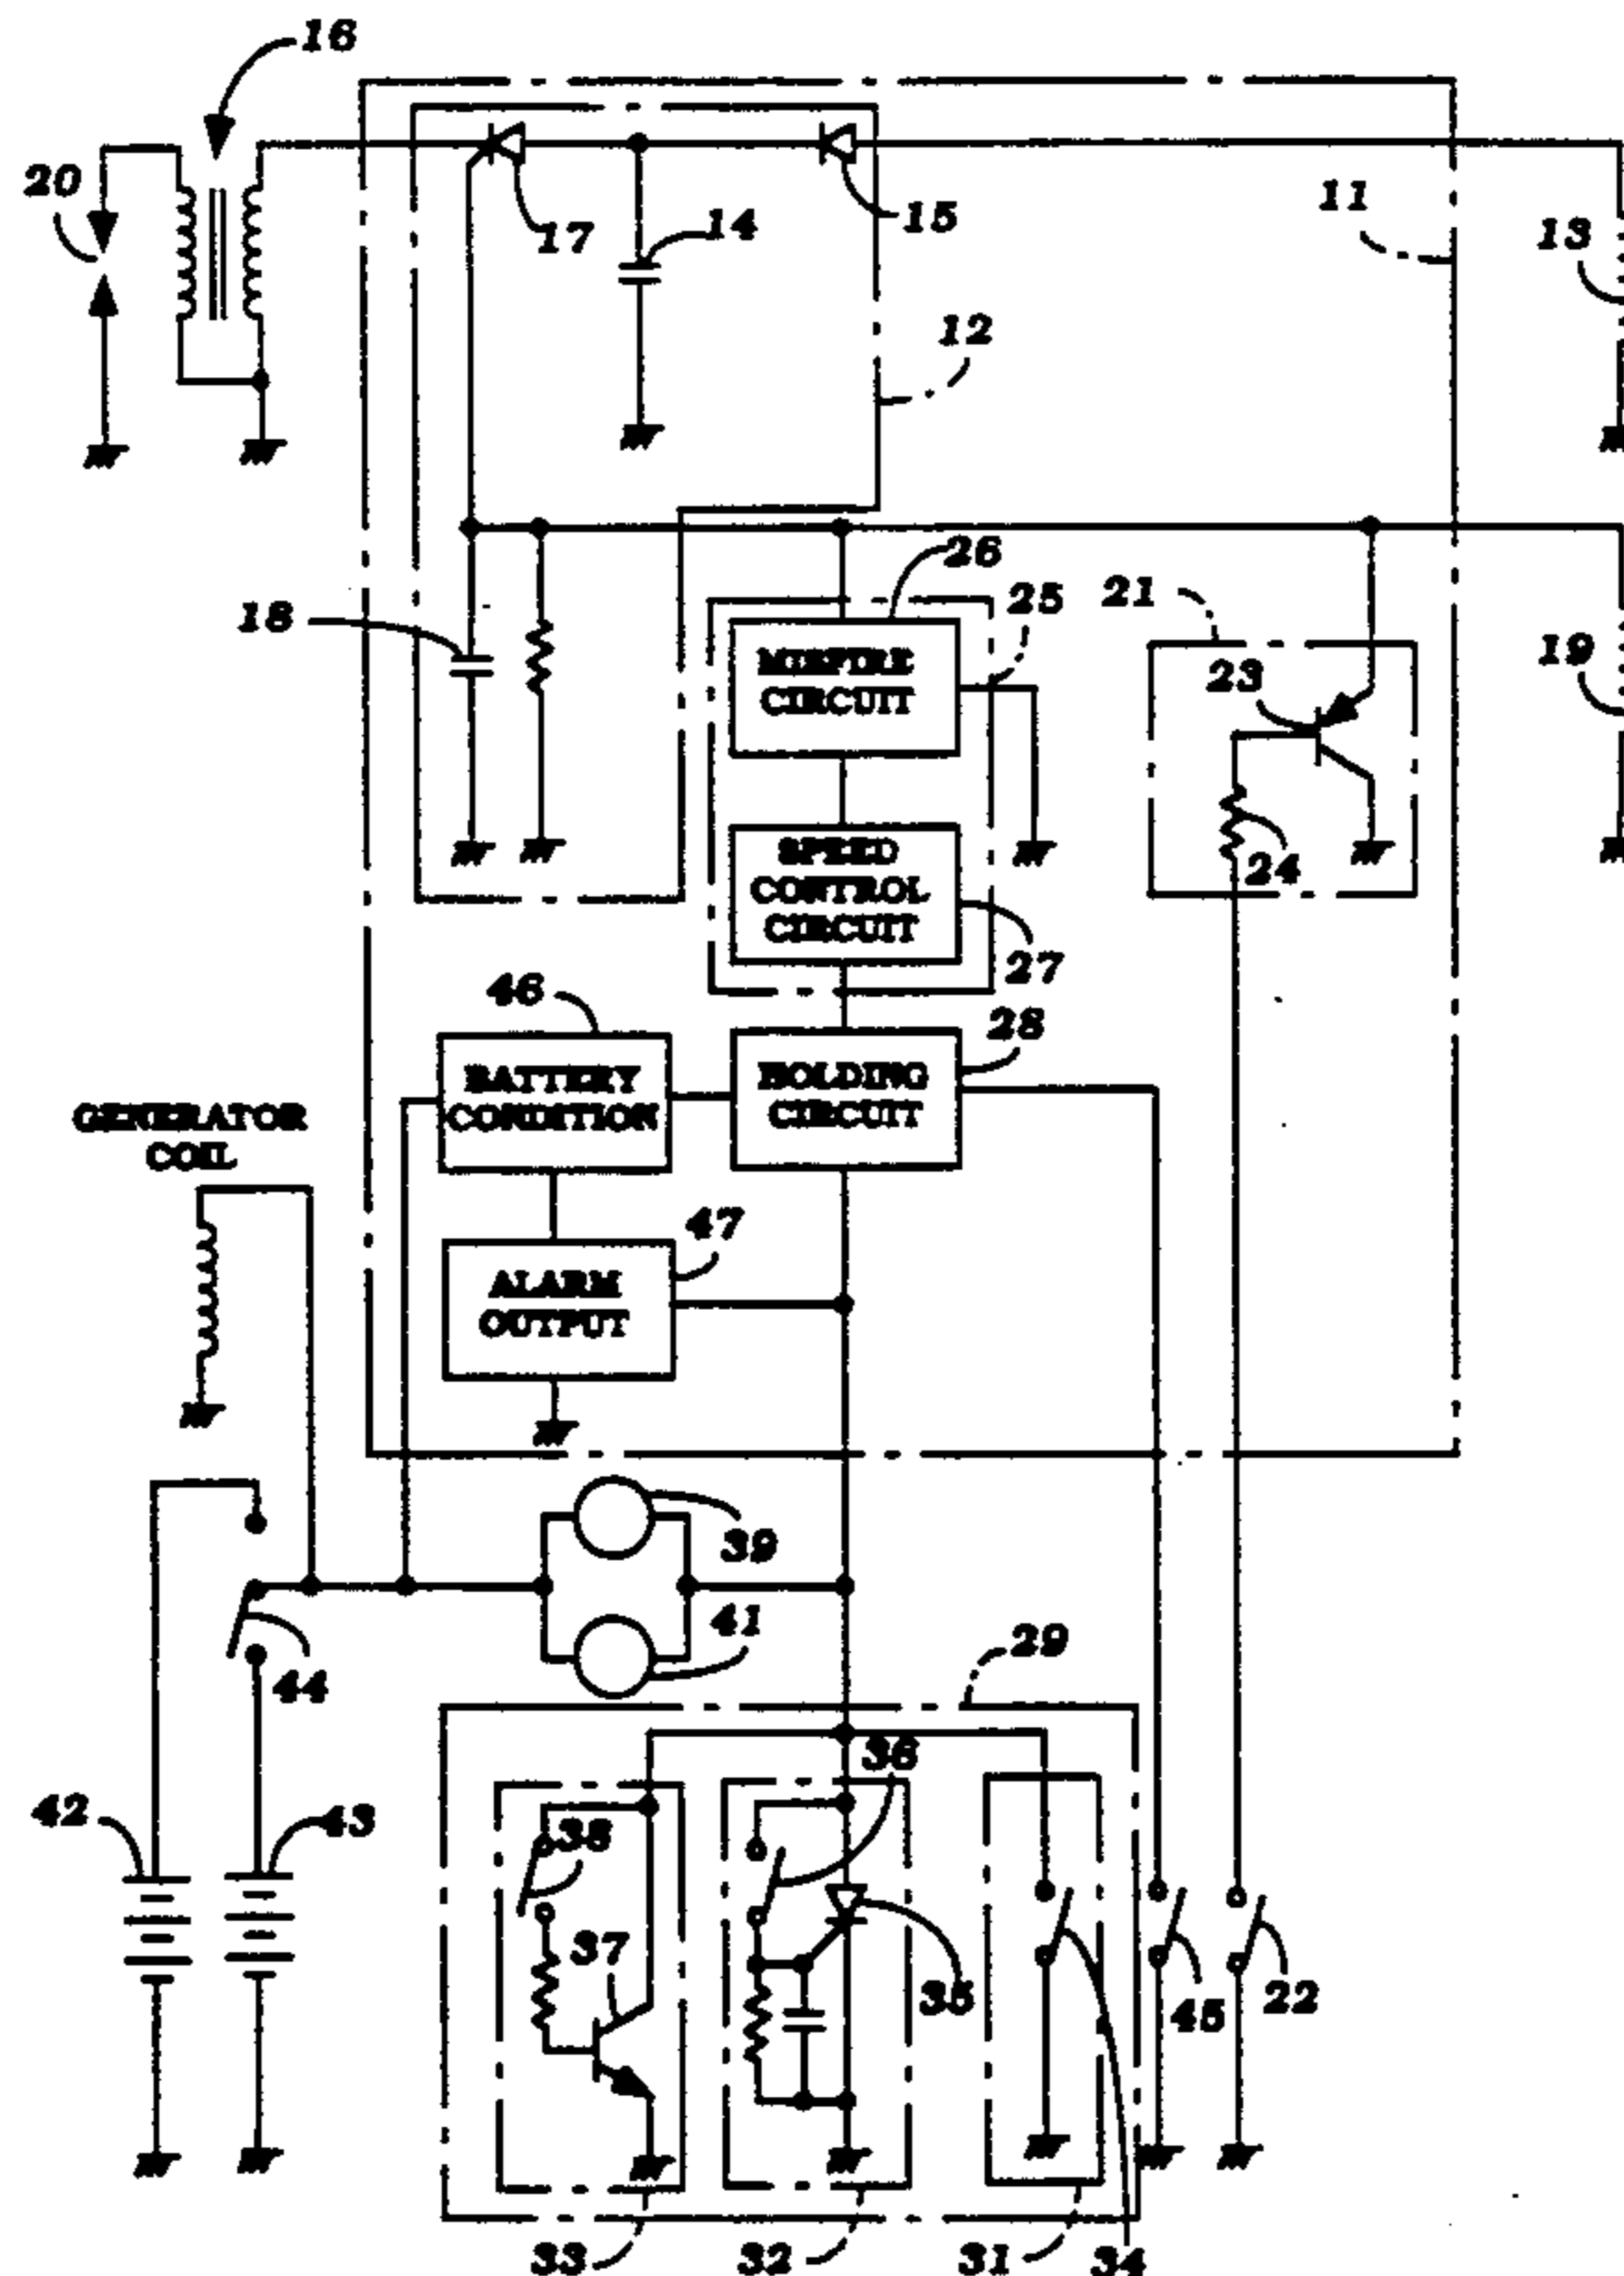 16
20
17
14
15
11
13
12
26
25
21
18
MISFIRE
CIRCUIT
23
19
SPEED
CONTROL
CIRCUIT
24
27
46
28
BATTERY
CONDITION
HOLDING
CIRCUIT
GENERATOR
COIL
47
ALARM
OUTPUT
39
41
29
44
36
42
43
38
37
35
45
22
33
32
31
34